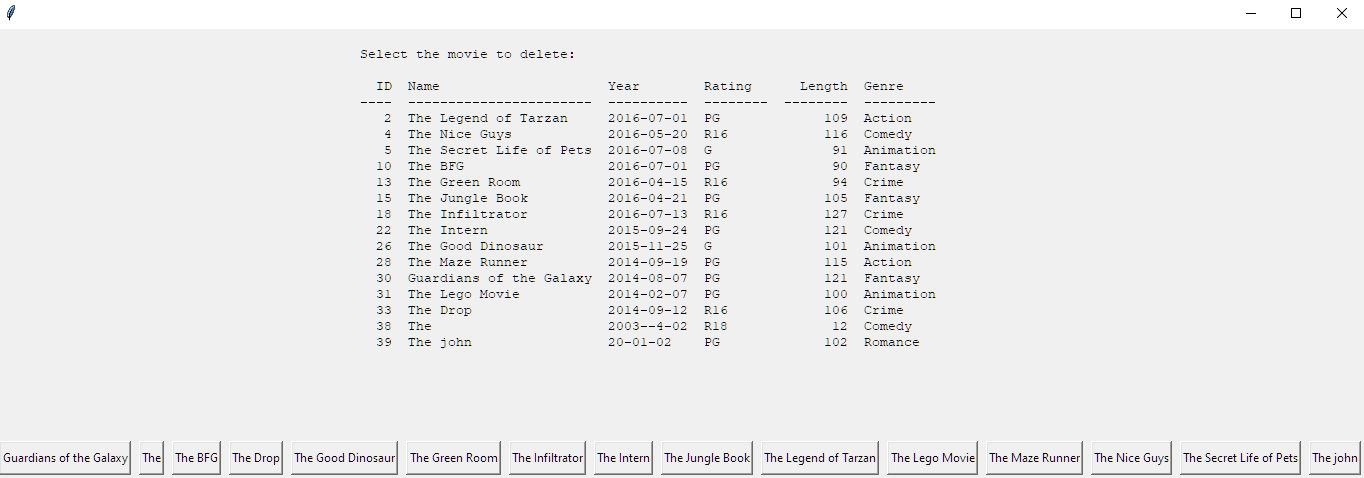 Select the movie to delete:
ID Name Year Rating Length Genre
---- ----------------------- ---------- -------- -------- ---------
2 The Legend of Tarzan 2016-07-01 PG 109 Action
4 The Nice Guys 2016-05-20 R16 116 Comedy
5 The Secret Life of Pets 2016-07-08 G 91 Animation
10 The BFG 2016-07-01 PG 90 Fantasy
13 The Green Room 2016-04-15 R16 94 Crime
15 The Jungle Book 2016-04-21 PG 105 Fantasy
18 The Infiltrator 2016-07-13 R16 127 Crime
22 The Intern 2015-09-24 PG 121 Comedy
26 The Good Dinosaur 2015-11-25 G 101 Animation
28 The Maze Runner 2014-09-19 PG 115 Action
30 Guardians of the Galaxy 2014-08-07 PG 121 Fantasy
31 The Lego Movie 2014-02-07 PG 100 Animation
33 The Drop 2014-09-12 R16 106 Crime
38 The 2003--4-02 R18 12 Comedy
39 The john 20-01-02 PG 102 Romance
Guardians of the Galaxy The The BFG The Drop The Good Dinosaur The Green Room The Infiltrator The Intern The Jungle Book The Legend of Tarzan The Lego Movie The Maze Runner The Nice Guys The Secret Life of Pets The john